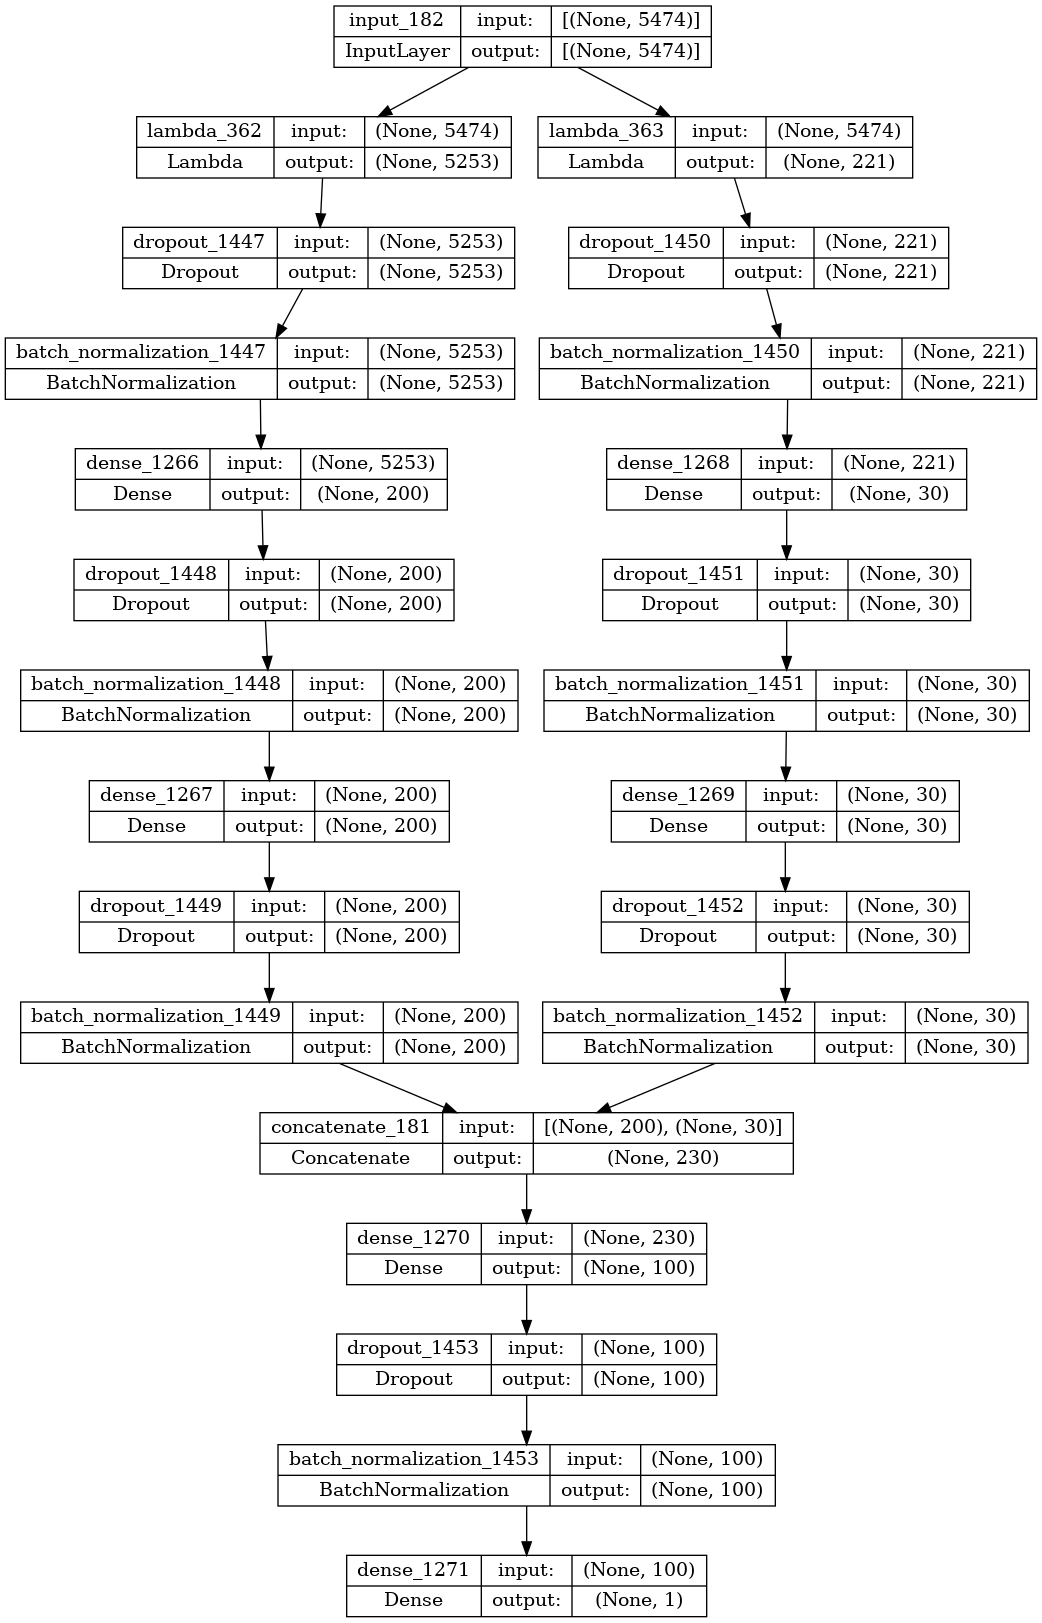 input_182 input: [(None, 5474)]
InputLayer output: [(None, 5474)]
lambda_362 input: (None, 5474)
Lambda output: (None, 5253)
lambda_363 input: (None, 5474)
Lambda output: (None, 221)
dropout_1447 input: (None, 5253)
Dropout output: (None, 5253)
dropout_1450 input: (None, 221)
Dropout output: (None, 221)
batch_normalization_1447 input: (None, 5253)
BatchNormalization output: (None, 5253)
batch_normalization_1450 input: (None, 221)
BatchNormalization output: (None, 221)
dense_1266 input: (None, 5253)
Dense output: (None, 200)
dense_1268 input: (None, 221)
Dense output: (None, 30)
dropout_1448 input: (None, 200)
Dropout output: (None, 200)
dropout_1451 input: (None, 30)
Dropout output: (None, 30)
batch_normalization_1448 input: (None, 200)
BatchNormalization output: (None, 200)
batch_normalization_1451 input: (None, 30)
BatchNormalization output: (None, 30)
dense_1267 input: (None, 200)
Dense output: (None, 200)
dense_1269 input: (None, 30)
Dense output: (None, 30)
dropout_1449 input: (None, 200)
Dropout output: (None, 200)
dropout_1452 input: (None, 30)
Dropout output: (None, 30)
batch_normalization_1449 input: (None, 200)
BatchNormalization output: (None, 200)
batch_normalization_1452 input: (None, 30)
BatchNormalization output: (None, 30)
concatenate_181 input: [(None, 200), (None, 30)]
Concatenate output: (None, 230)
dense_1270 input: (None, 230)
Dense output: (None, 100)
dropout_1453 input: (None, 100)
Dropout output: (None, 100)
batch_normalization_1453 input: (None, 100)
BatchNormalization output: (None, 100)
dense_1271 input: (None, 100)
Dense output: (None, 1)